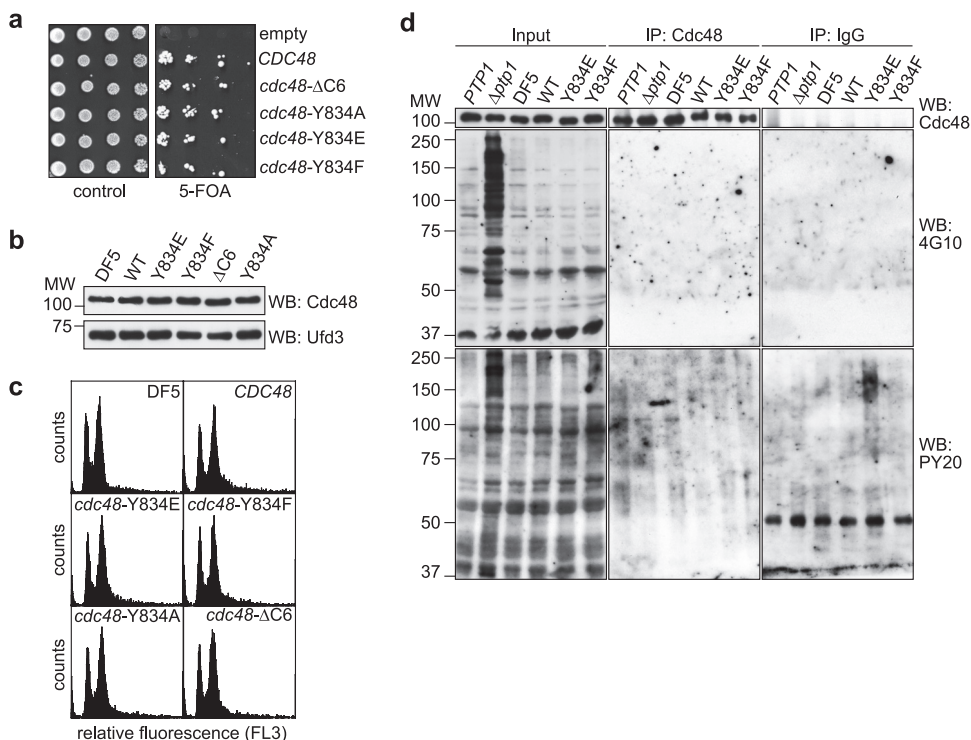 a
empty
CDC48
cdc48-ΔC6
cdc48-Y834A
cdc48-Y834E
cdc48-Y834F
control
5-FOA
b
DF5
WT
Y834E
Y834F
ΔC6
Y834A
MW
100
75
WB: Cdc48
WB: Ufd3
c
DF5
CDC48
counts
cdc48-Y834E
cdc48-Y834F
counts
cdc48-Y834A
cdc48-ΔC6
counts
relative fluorescence (FL3)
d
Input
IP: Cdc48
IP: IgG
PTP1
Δptp1
DF5
WT
Y834E
Y834F
PTP1
Δptp1
DF5
WT
Y834E
Y834F
PTP1
Δptp1
DF5
WT
Y834E
Y834F
MW
100
WB:
Cdc48
250
150
100
75
50
37
WB:
4G10
250
150
100
75
50
37
WB:
PY20